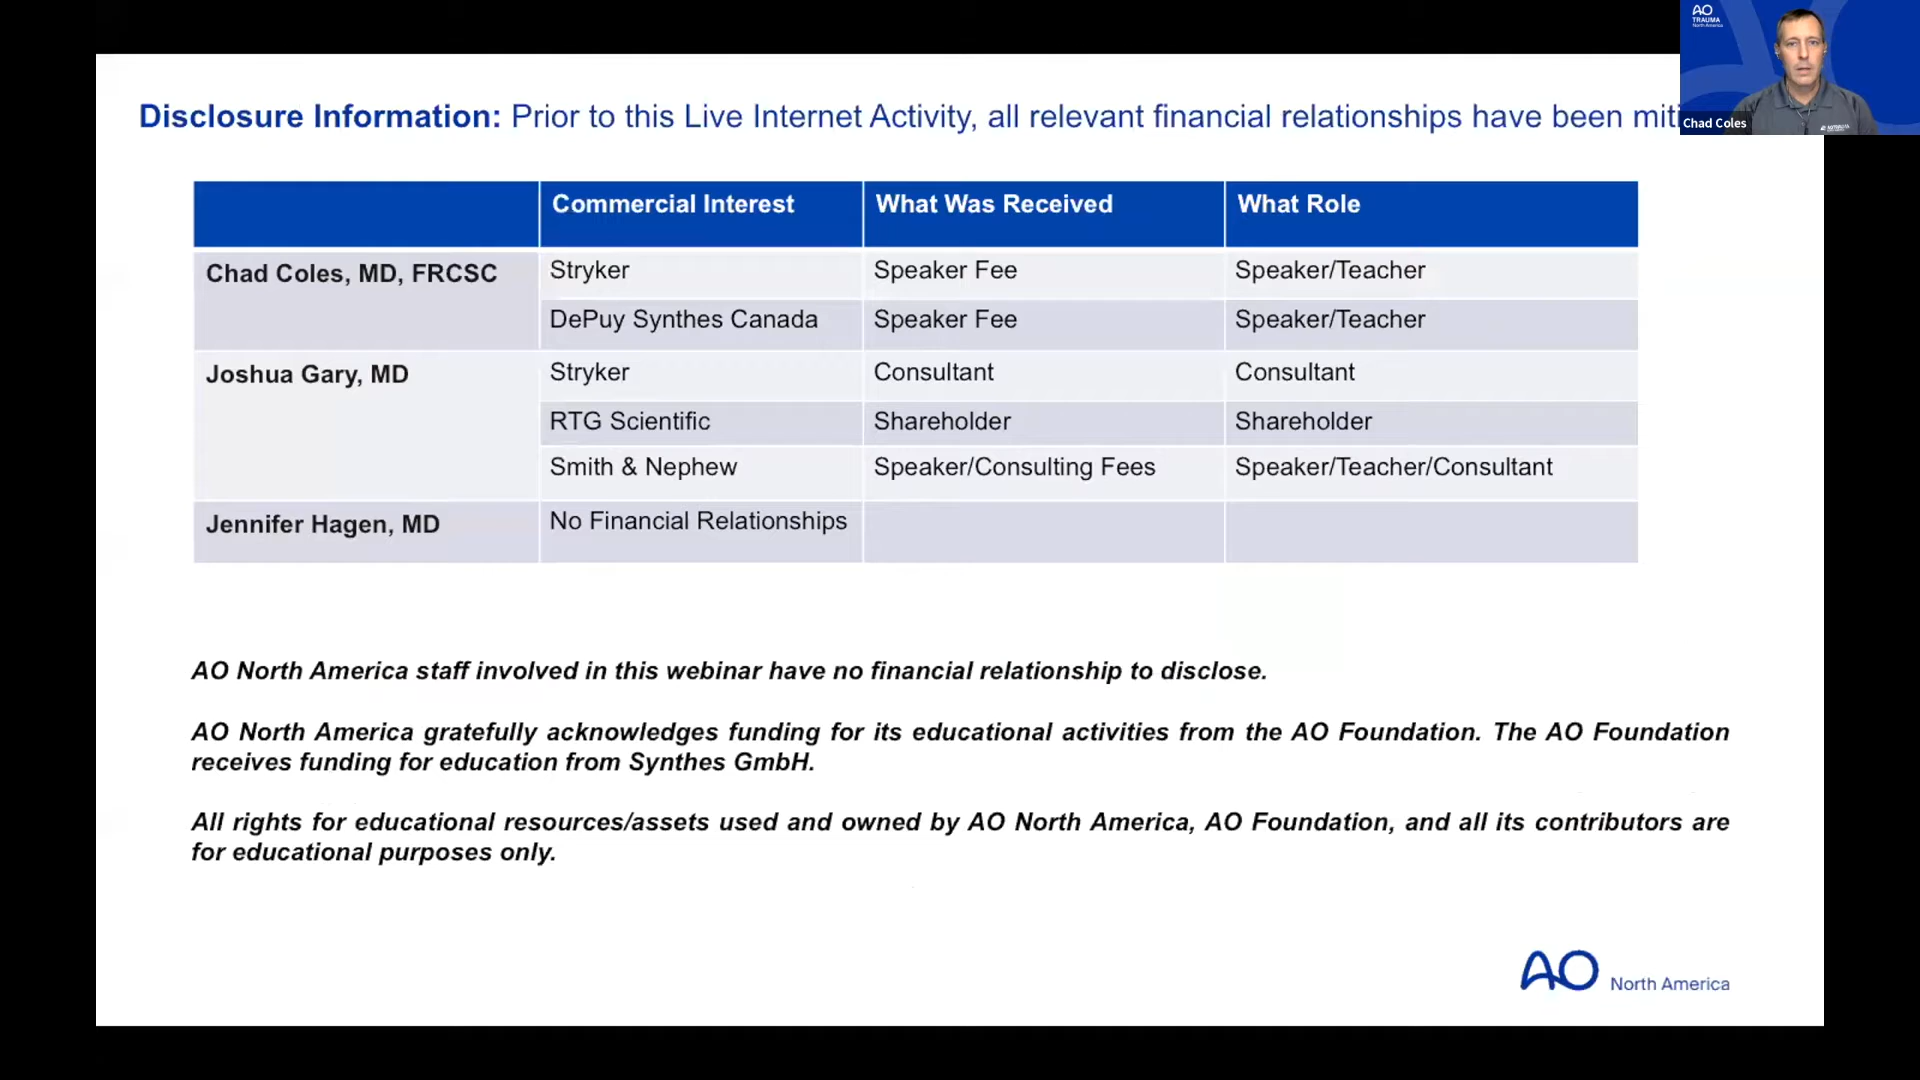 AO
TRAUMA
North America
Chad Coles
Disclosure Information: Prior to this Live Internet Activity, all relevant financial relationships have been
Commercial Interest What Was Received What Role
Chad Coles, MD, FRCSC Stryker Speaker Fee Speaker/Teacher
DePuy Synthes Canada Speaker Fee Speaker/Teacher
Joshua Gary, MD Stryker Consultant Consultant
RTG Scientific Shareholder Shareholder
Smith & Nephew Speaker/Consulting Fees Speaker/Teacher/Consultant
Jennifer Hagen, MD No Financial Relationships
AO North America staff involved in this webinar have no financial relationship to disclose.
AO North America gratefully acknowledges funding for its educational activities from the AO Foundation. The AO Foundation
receives funding for education from Synthes GmbH.
All rights for educational resources/assets used and owned by AO North America, AO Foundation, and all its contributors are
for educational purposes only.
AO North America